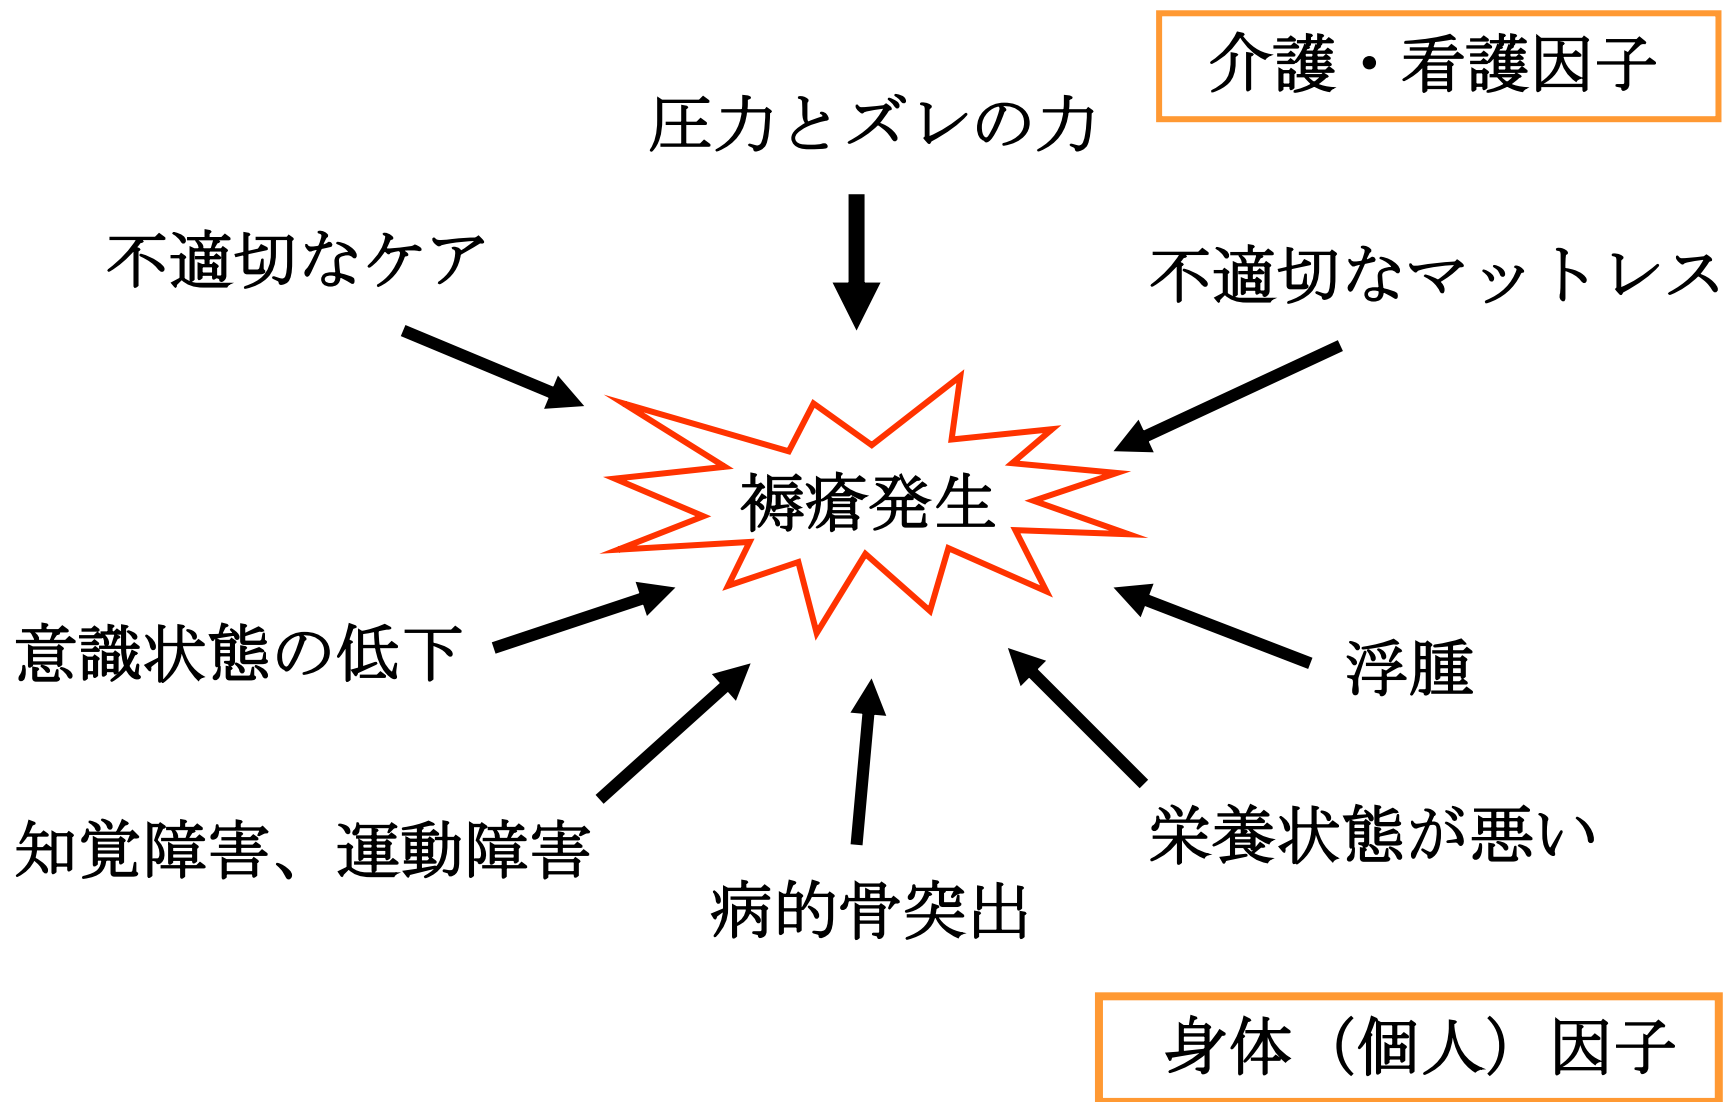 介護・看護因子
圧力とズレの力
不適切なケア
不適切なマットレス
褥瘡発生
意識状態の低下
浮腫
知覚障害、運動障害
栄養状態が悪い
病的骨突出
身体（個人）因子